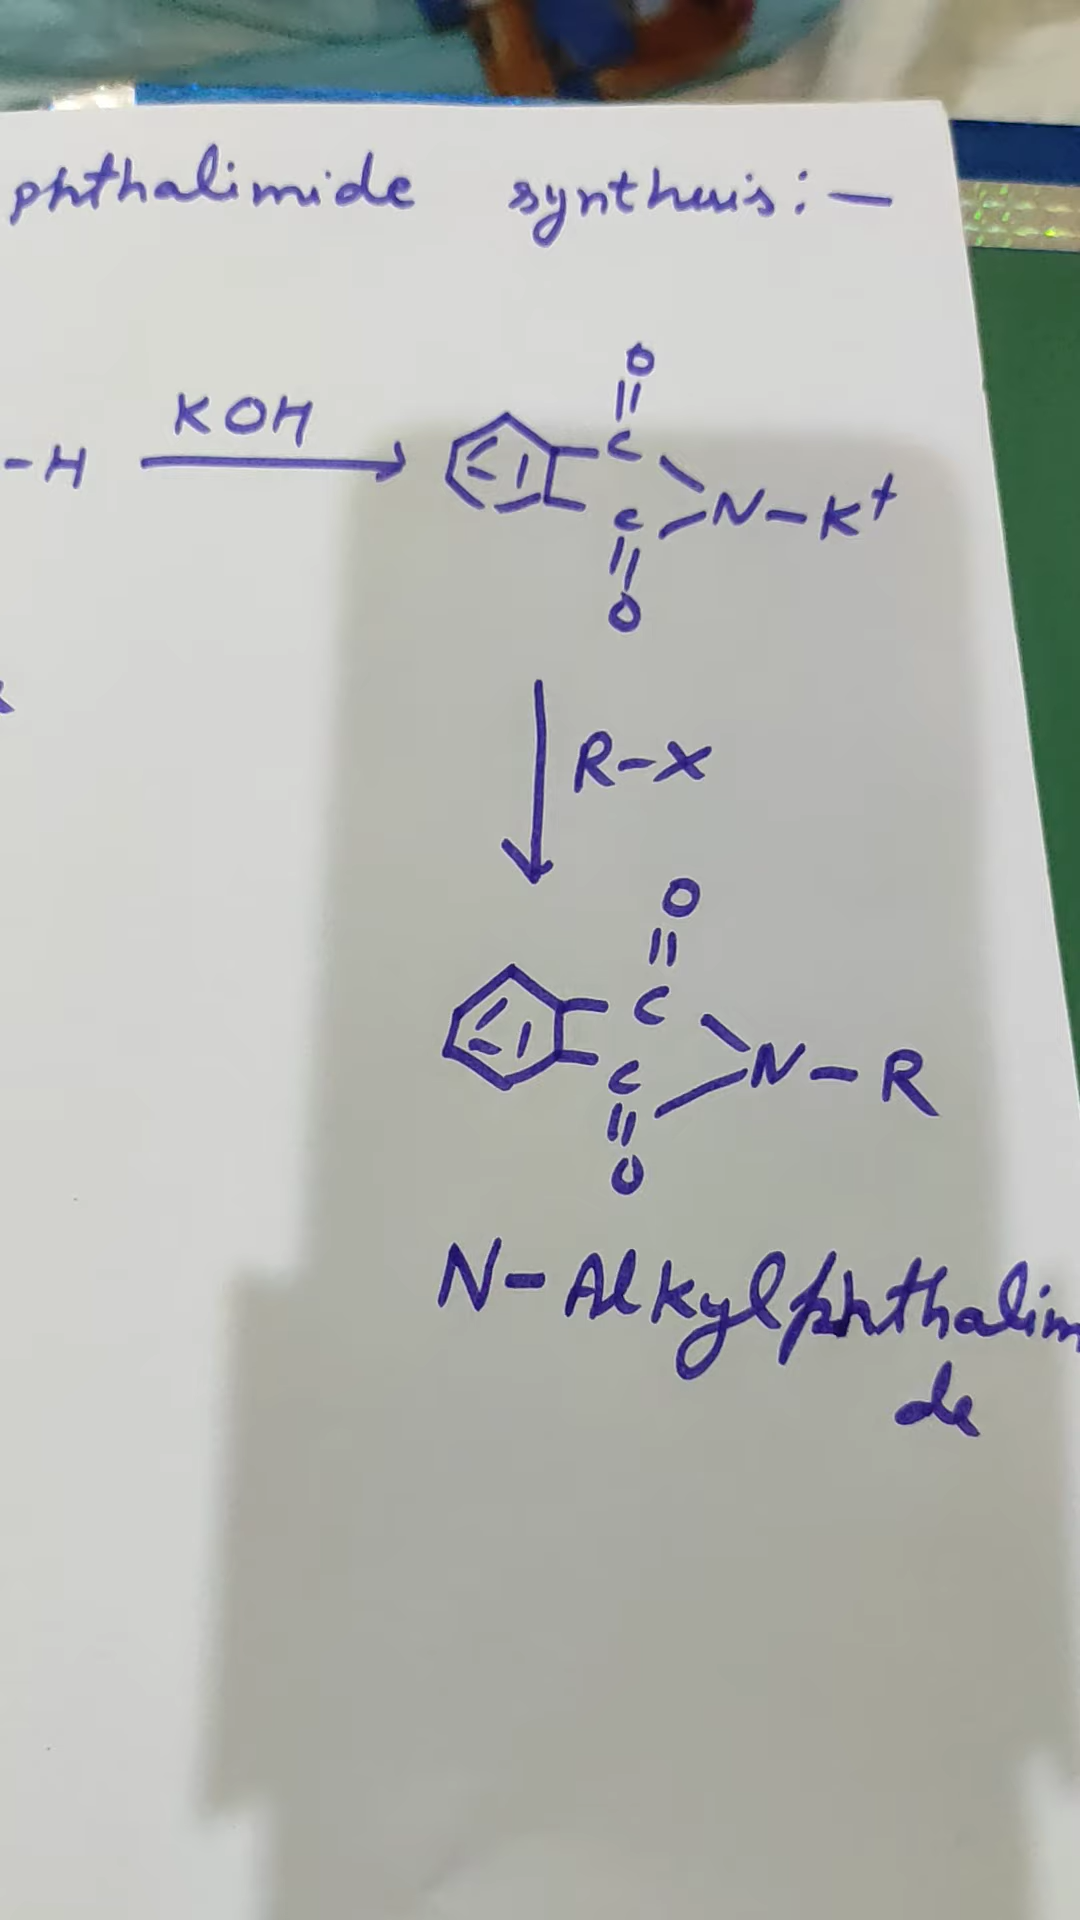 phthalimide synthesis:-
O
||
KOH
C
-H
N-K+
C
||
O
R-X
O
||
C
N-R
C
||
O
N-Alkylphthalim
de